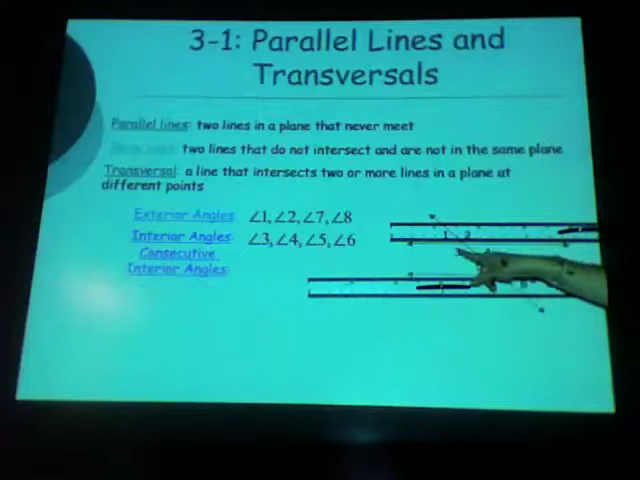 3-1: Parallel Lines and
Transversals
Parallel lines: two lines in a plane that never meet
two lines that do not intersect and are not in the same plane
Transversal: a line that intersects two or more lines in a plane at
different points
Exterior Angles: ∠1, ∠2, ∠7, ∠8
Interior Angles: ∠3, ∠4, ∠5, ∠6
Consecutive
Interior Angles:
1 2